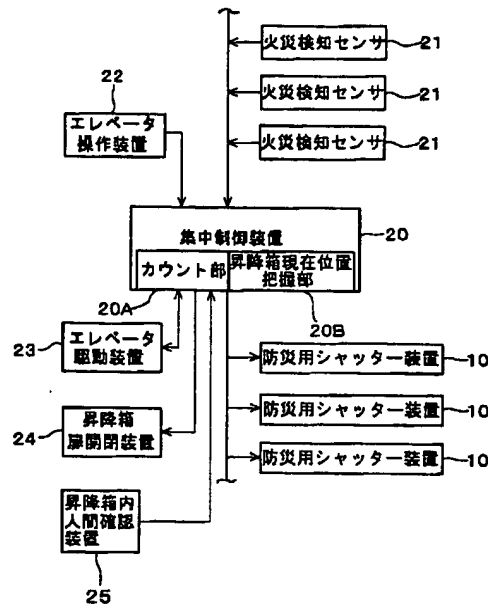 火災検知センサ 21
22
火災検知センサ 21
エレベータ
操作装置
火災検知センサ 21
集中制御装置 20
カウント部
昇降箱現在位置
把握部
20A
20B
23 エレベータ
駆動装置
防災用シャッター装置 10
防災用シャッター装置 10
24 昇降箱
扉開閉装置
防災用シャッター装置 10
昇降箱内
人間確認
装置
25